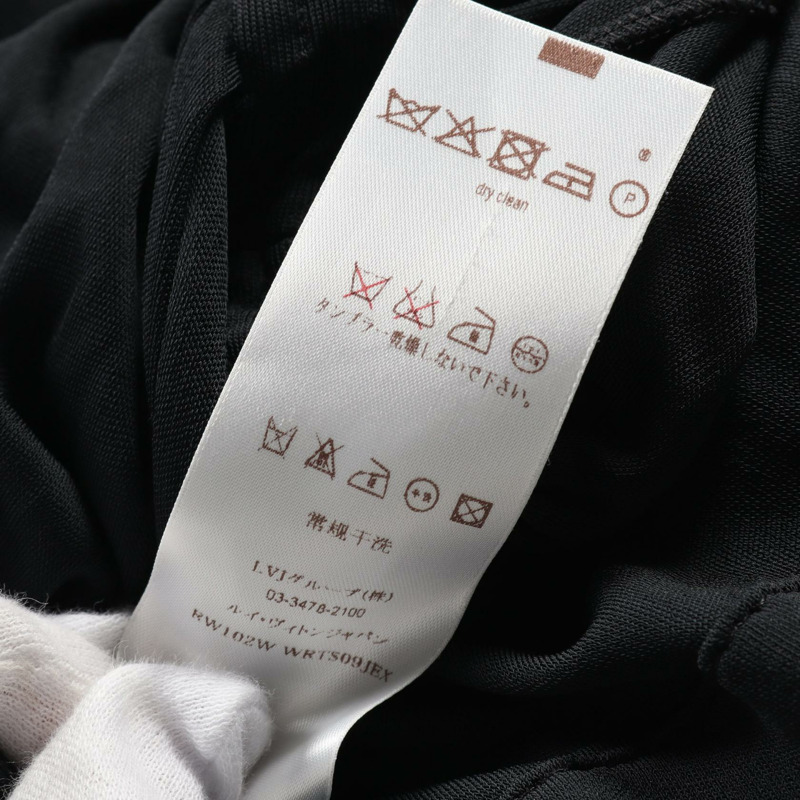 P
dry clean
タンブラー乾燥しないで下さい。
常规干洗
LVJグループ(株)
03-3478-2100
ルイ・ヴィトンジャパン
RW102W WRTS09JEX